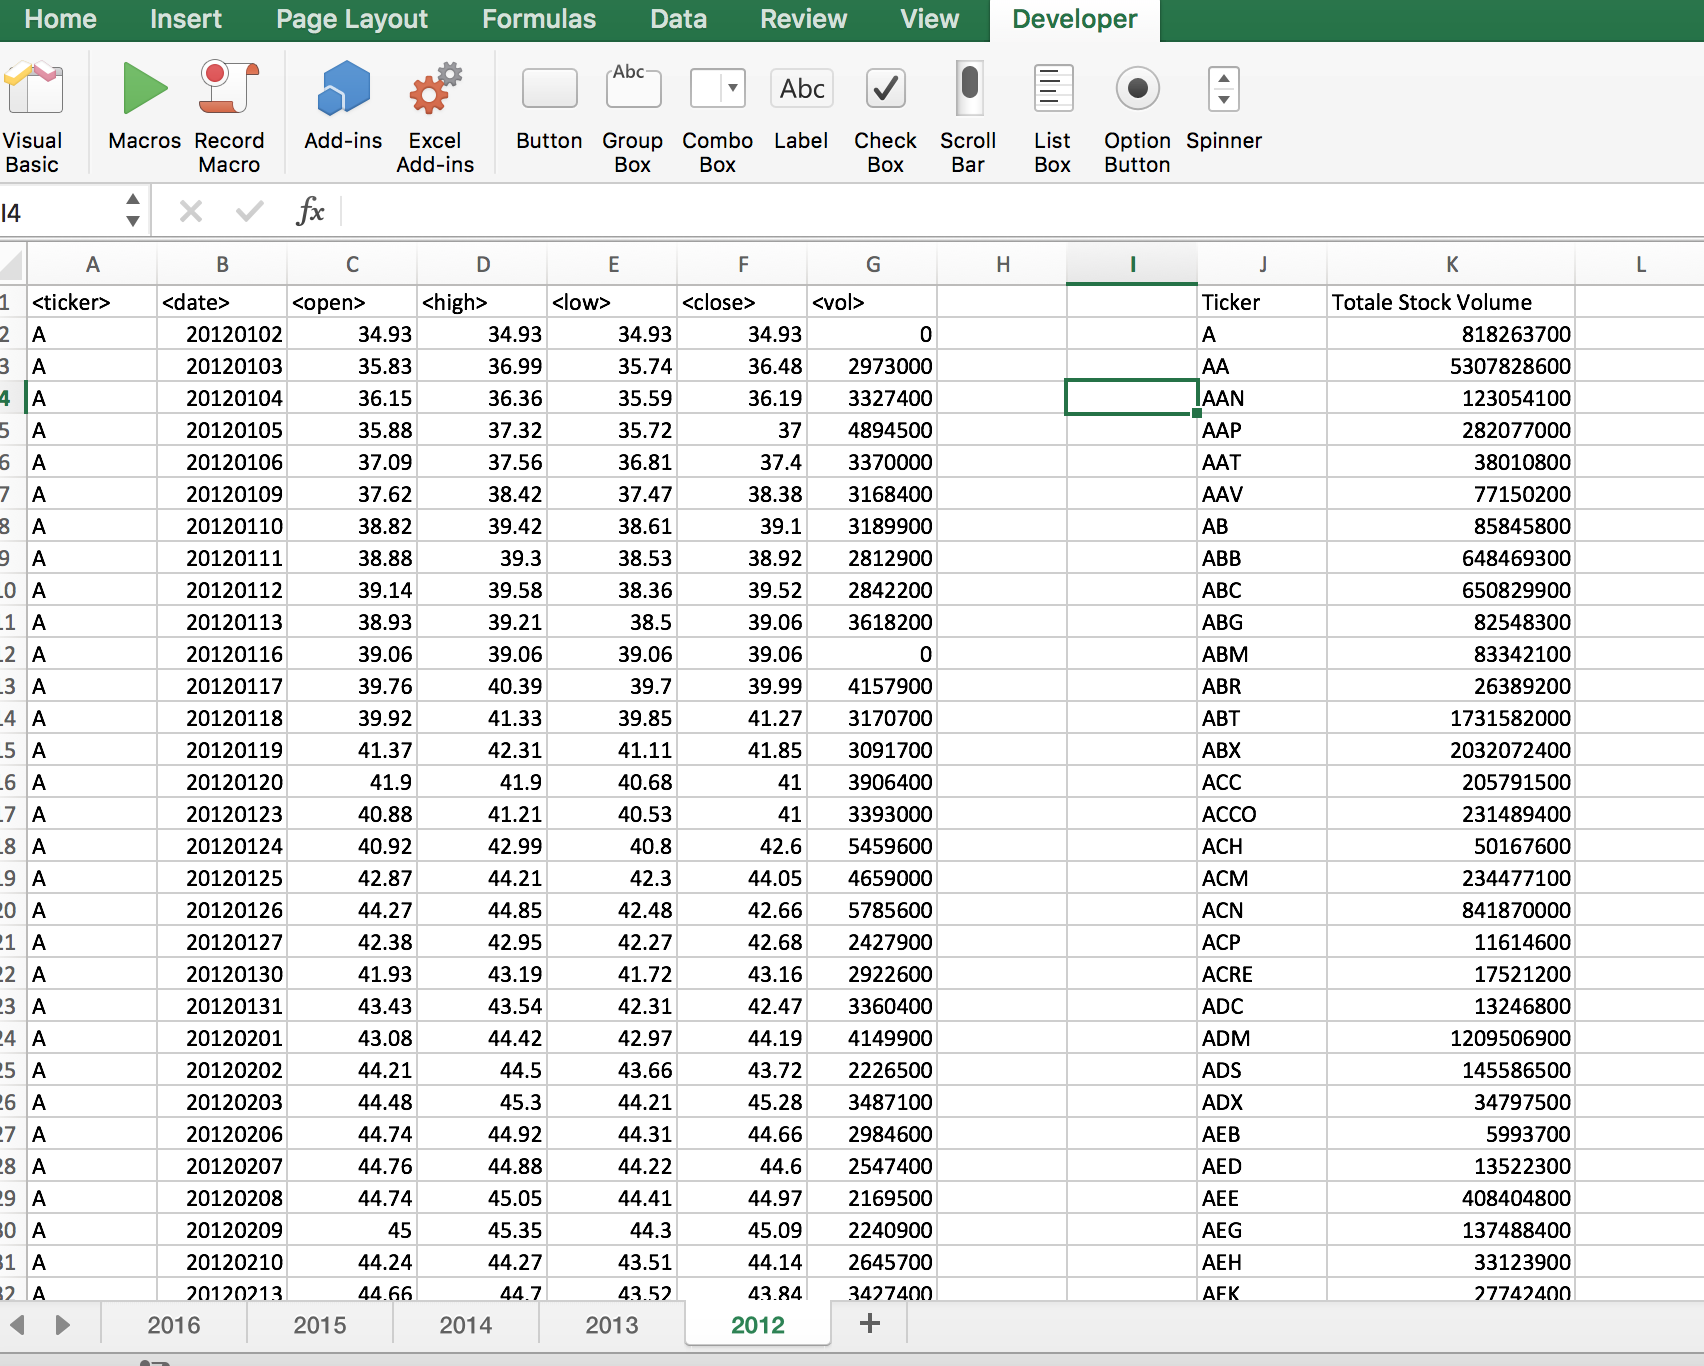 Home Insert Page Layout Formulas Data Review View Developer
Abc Abc
Visual Macros Record Add-ins Excel Button Group Combo Label Check Scroll List Option Spinner
Basic Macro Add-ins Box Box Box Bar Box Button
I4 fx
A B C D E F G H I J K L
1 <ticker> <date> <open> <high> <low> <close> <vol> Ticker Totale Stock Volume
2 A 20120102 34.93 34.93 34.93 34.93 0 A 818263700
3 A 20120103 35.83 36.99 35.74 36.48 2973000 AA 5307828600
4 A 20120104 36.15 36.36 35.59 36.19 3327400 AAN 123054100
5 A 20120105 35.88 37.32 35.72 37 4894500 AAP 282077000
6 A 20120106 37.09 37.56 36.81 37.4 3370000 AAT 38010800
7 A 20120109 37.62 38.42 37.47 38.38 3168400 AAV 77150200
8 A 20120110 38.82 39.42 38.61 39.1 3189900 AB 85845800
9 A 20120111 38.88 39.3 38.53 38.92 2812900 ABB 648469300
10 A 20120112 39.14 39.58 38.36 39.52 2842200 ABC 650829900
11 A 20120113 38.93 39.21 38.5 39.06 3618200 ABG 82548300
12 A 20120116 39.06 39.06 39.06 39.06 0 ABM 83342100
13 A 20120117 39.76 40.39 39.7 39.99 4157900 ABR 26389200
14 A 20120118 39.92 41.33 39.85 41.27 3170700 ABT 1731582000
15 A 20120119 41.37 42.31 41.11 41.85 3091700 ABX 2032072400
16 A 20120120 41.9 41.9 40.68 41 3906400 ACC 205791500
17 A 20120123 40.88 41.21 40.53 41 3393000 ACCO 231489400
18 A 20120124 40.92 42.99 40.8 42.6 5459600 ACH 50167600
19 A 20120125 42.87 44.21 42.3 44.05 4659000 ACM 234477100
20 A 20120126 44.27 44.85 42.48 42.66 5785600 ACN 841870000
21 A 20120127 42.38 42.95 42.27 42.68 2427900 ACP 11614600
22 A 20120130 41.93 43.19 41.72 43.16 2922600 ACRE 17521200
23 A 20120131 43.43 43.54 42.31 42.47 3360400 ADC 13246800
24 A 20120201 43.08 44.42 42.97 44.19 4149900 ADM 1209506900
25 A 20120202 44.21 44.5 43.66 43.72 2226500 ADS 145586500
26 A 20120203 44.48 45.3 44.21 45.28 3487100 ADX 34797500
27 A 20120206 44.74 44.92 44.31 44.66 2984600 AEB 5993700
28 A 20120207 44.76 44.88 44.22 44.6 2547400 AED 13522300
29 A 20120208 44.74 45.05 44.41 44.97 2169500 AEE 408404800
30 A 20120209 45 45.35 44.3 45.09 2240900 AEG 137488400
31 A 20120210 44.24 44.27 43.51 44.14 2645700 AEH 33123900
32 A 20120213 44.66 44.7 43.52 43.84 3427400 AEK 27742400
2016 2015 2014 2013 2012 +